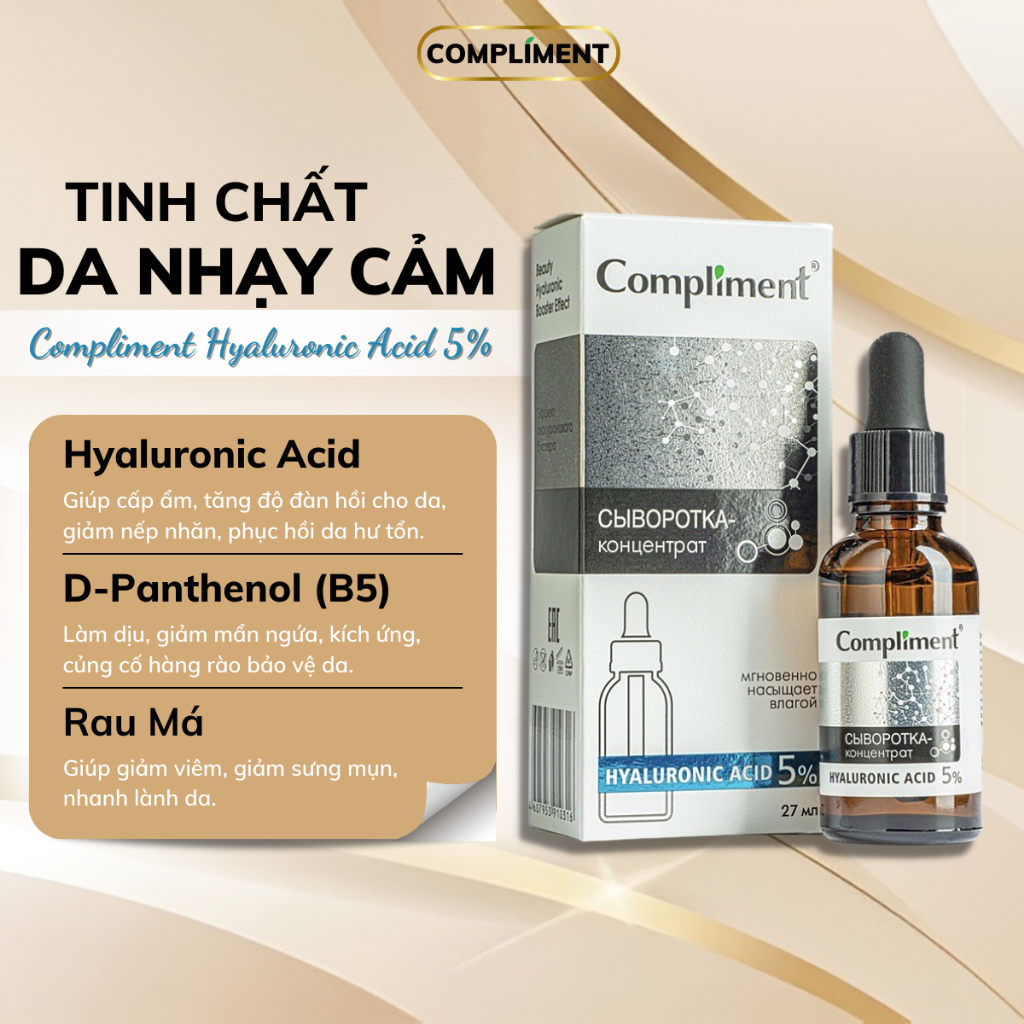 COMPLIMENT
TINH CHẤT
DA NHẠY CẢM
Compliment Hyaluronic Acid 5%
Hyaluronic Acid
Giúp cấp ẩm, tăng độ đàn hồi cho da,
giảm nếp nhăn, phục hồi da hư tổn.
D-Panthenol (B5)
Làm dịu, giảm mẩn ngứa, kích ứng,
củng cố hàng rào bảo vệ da.
Rau Má
Giúp giảm viêm, giảm sưng mụn,
nhanh lành da.
Beauty
Hyaluronic
Booster Effect
Compliment®
СЫВОРОТКА-
концентрат
EAC
мгновенно
насыщает
влагой
HYALURONIC ACID 5%
27 мл
4607953910316
Compliment®
СЫВОРОТКА-
концентрат
HYALURONIC ACID 5%